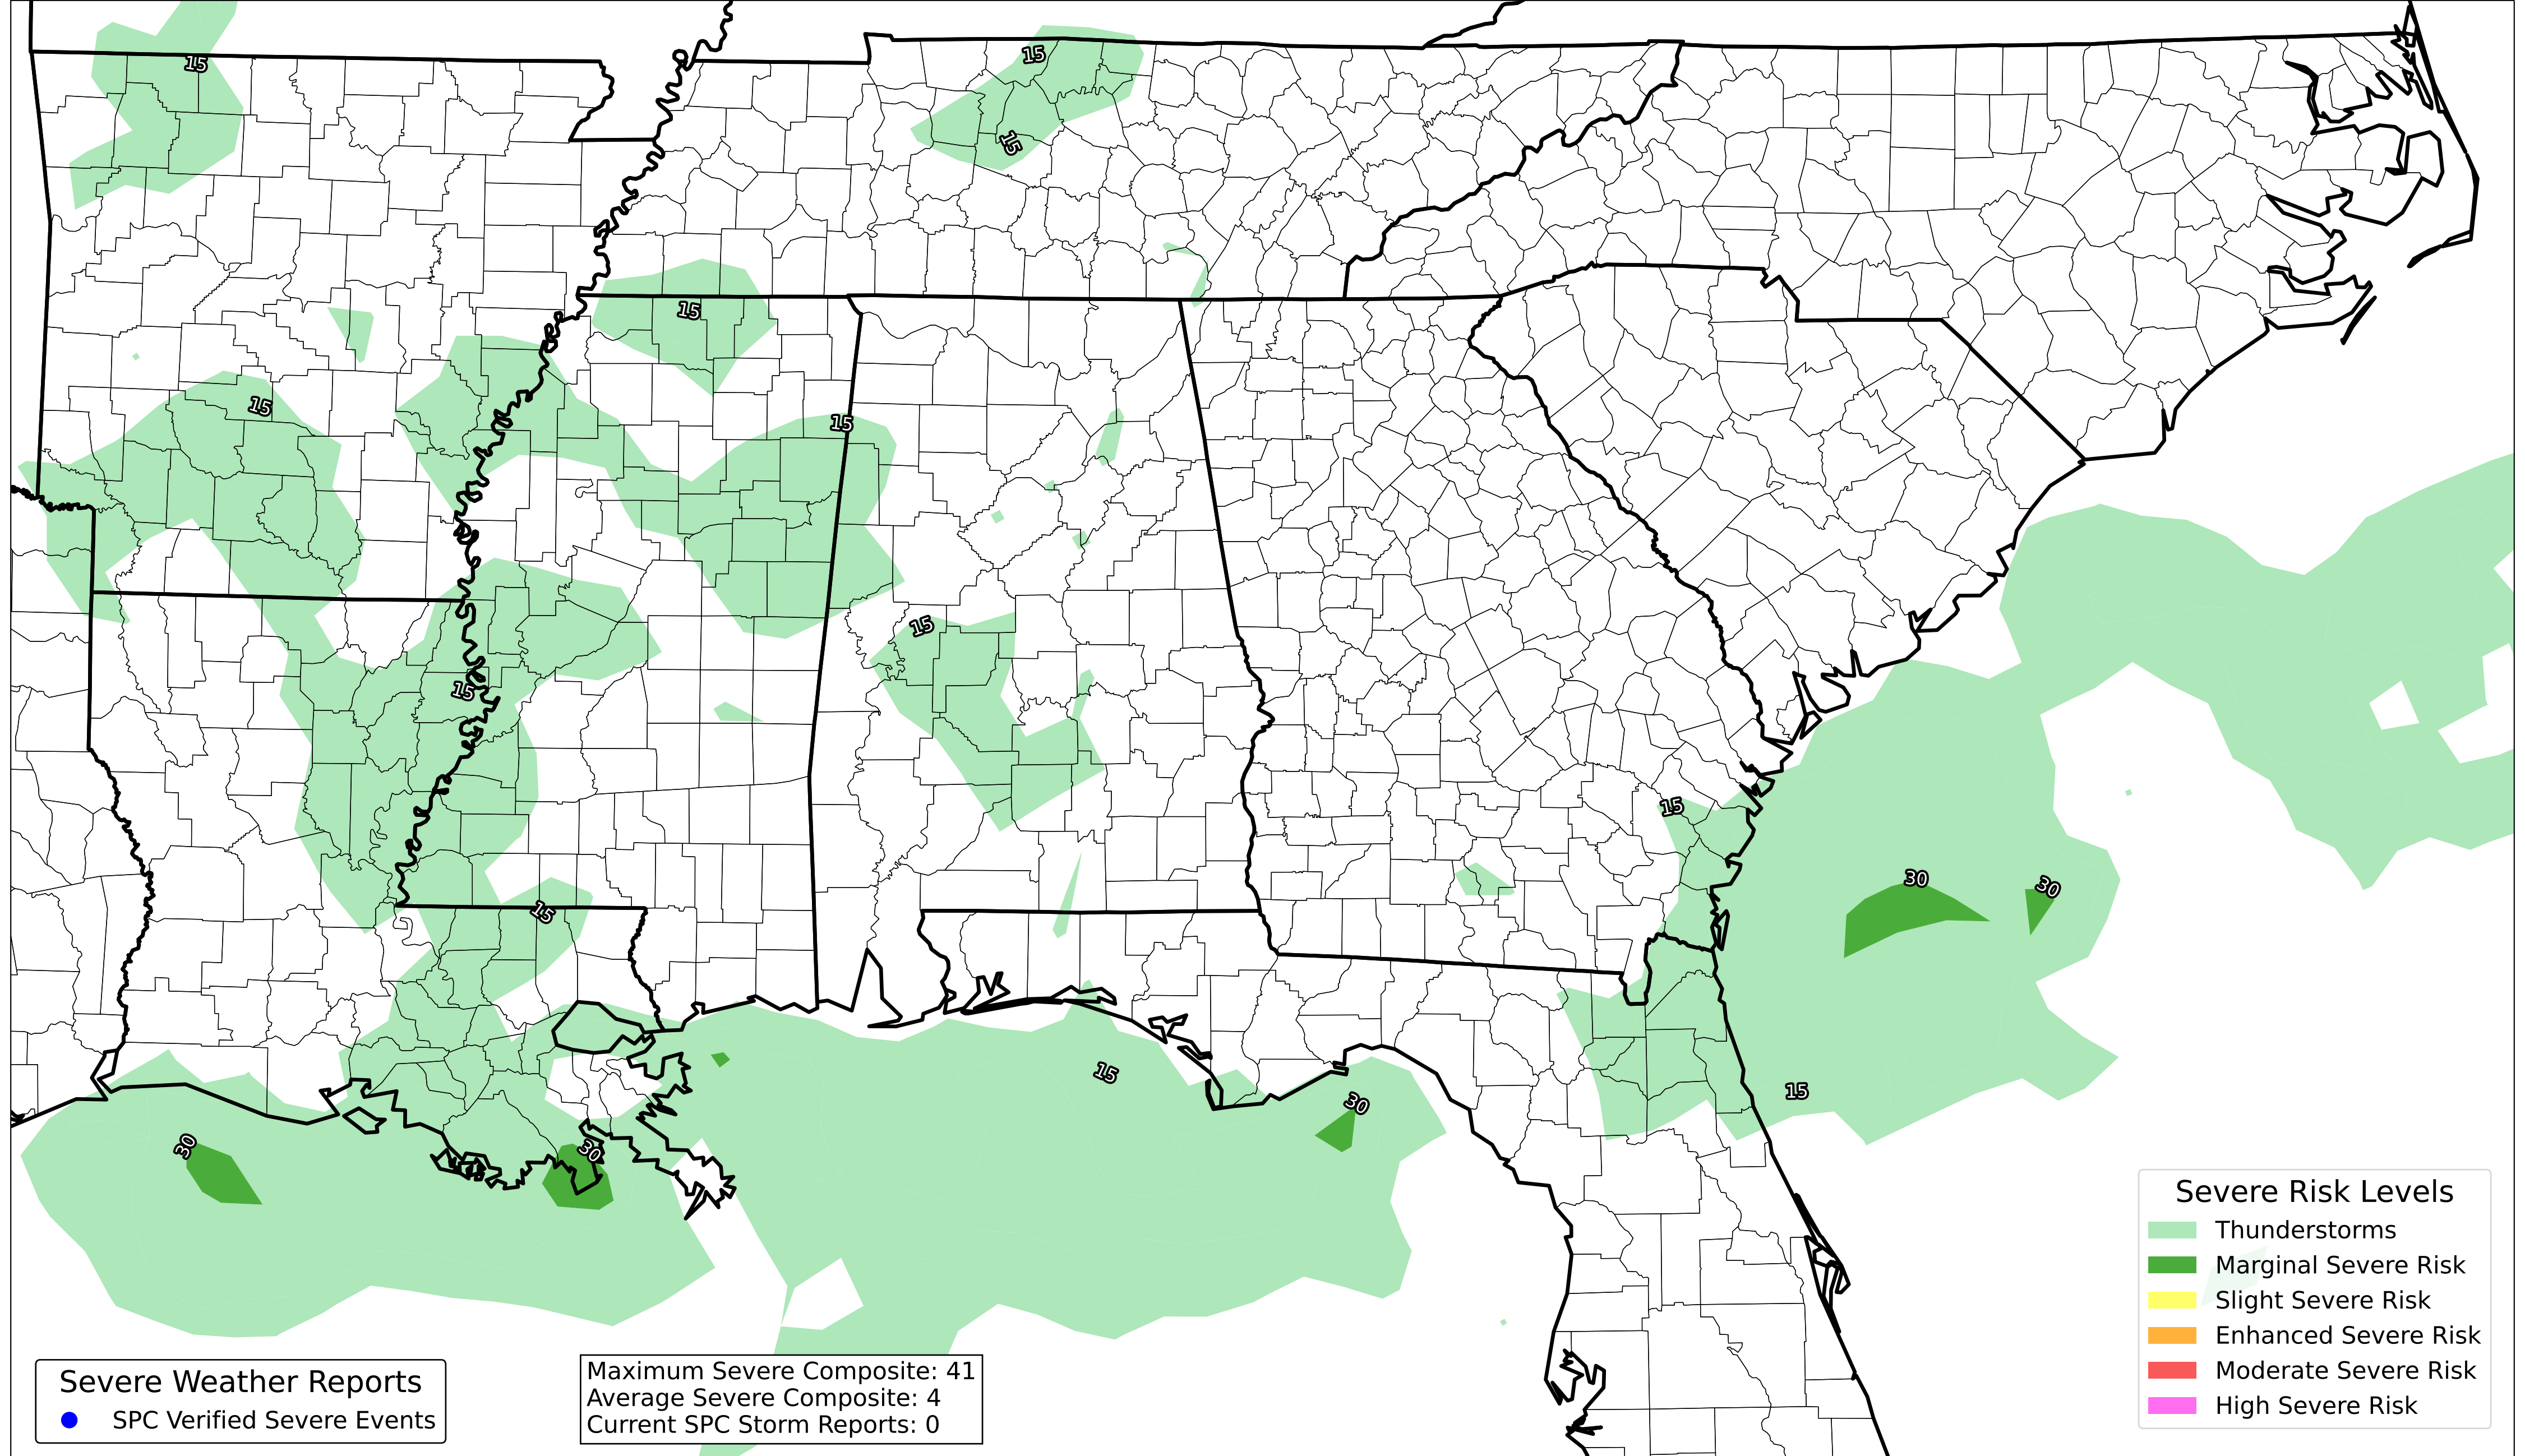 15
15
15
15
15
15
15
15
15
30
30
15
15
15
30
30
30
Severe Risk Levels
Thunderstorms
Marginal Severe Risk
Slight Severe Risk
Enhanced Severe Risk
Moderate Severe Risk
High Severe Risk
Severe Weather Reports
SPC Verified Severe Events
Maximum Severe Composite: 41
Average Severe Composite: 4
Current SPC Storm Reports: 0